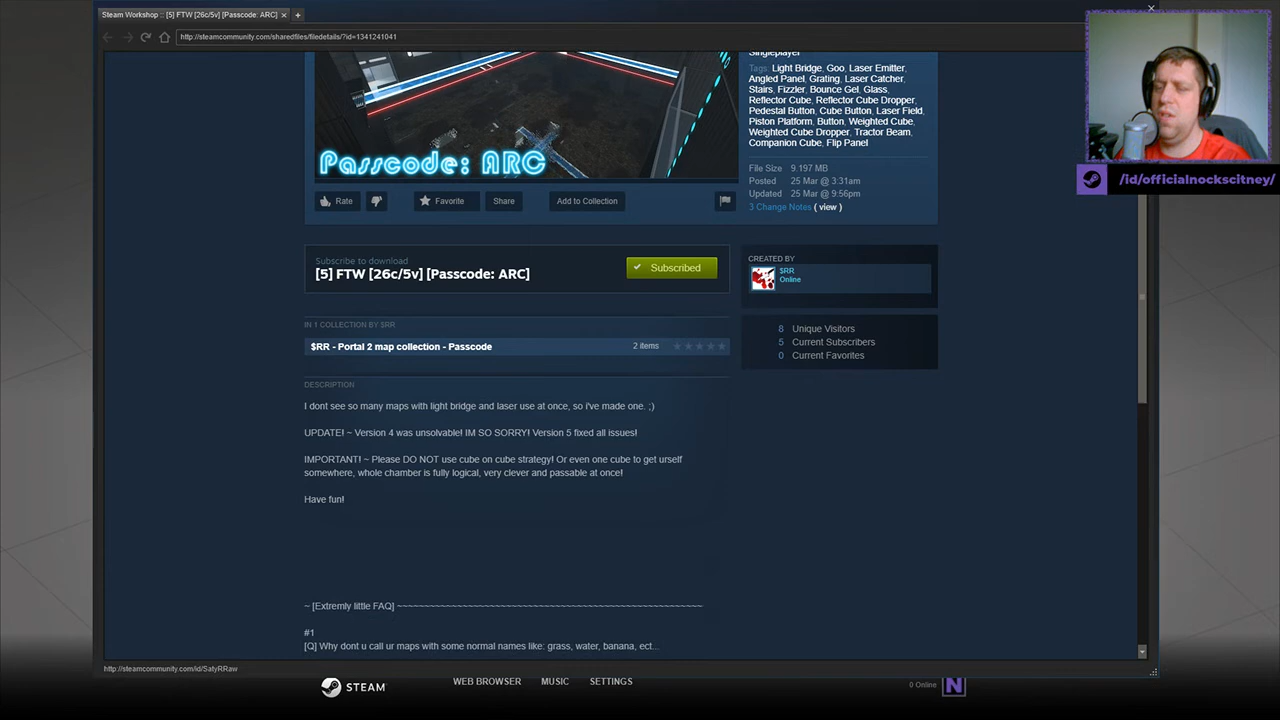 Steam Workshop :: [5] FTW [26c/5v] [Passcode: ARC]
http://steamcommunity.com/sharedfiles/filedetails/?id=1341241041
Singleplayer
Tags: Light Bridge, Goo, Laser Emitter,
Angled Panel, Grating, Laser Catcher,
Stairs, Fizzler, Bounce Gel, Glass,
Reflector Cube, Reflector Cube Dropper,
Pedestal Button, Cube Button, Laser Field,
Piston Platform, Button, Weighted Cube,
Weighted Cube Dropper, Tractor Beam,
Companion Cube, Flip Panel
Passcode: ARC
File Size 9.197 MB
Posted 25 Mar @ 3:31am
Updated 25 Mar @ 9:56pm
3 Change Notes ( view )
Rate Favorite Share Add to Collection
/id/officialnockscitney/
Subscribe to download
[5] FTW [26c/5v] [Passcode: ARC]
Subscribed
CREATED BY
$RR
Online
IN 1 COLLECTION BY $RR
$RR - Portal 2 map collection - Passcode 2 items
8 Unique Visitors
5 Current Subscribers
0 Current Favorites
DESCRIPTION
I dont see so many maps with light bridge and laser use at once, so i've made one. ;)
UPDATE! ~ Version 4 was unsolvable! IM SO SORRY! Version 5 fixed all issues!
IMPORTANT! ~ Please DO NOT use cube on cube strategy! Or even one cube to get urself
somewhere, whole chamber is fully logical, very clever and passable at once!
Have fun!
~ [Extremly little FAQ] ~~~~~~~~~~~~~~~~~~~~~~~~~~~~~~~~~~~~~~~~~~~~~~~~~~~~
#1
[Q] Why dont u call ur maps with some normal names like: grass, water, banana, ect...
http://steamcommunity.com/id/SatyRRaw
STEAM WEB BROWSER MUSIC SETTINGS 0 Online N